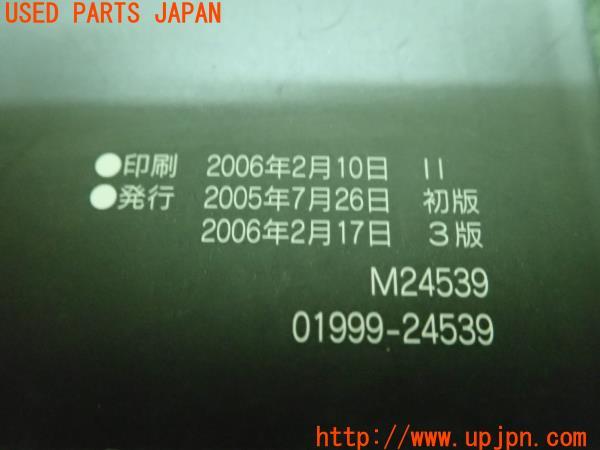 USED PARTS JAPAN
●印刷 2006年2月10日 II
●発行 2005年7月26日 初版
2006年2月17日 3版
M24539
01999-24539
http://www.upjpn.com/